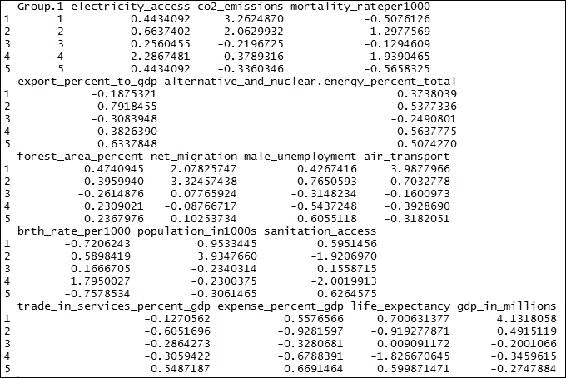 Group.1 electricity_access co2_emissions mortality_rateper1000
1 1 0.4434092 3.2624870 -0.5076126
2 2 0.6637402 2.0629932 1.2977569
3 3 0.2560455 -0.2196725 -0.1294609
4 4 2.2867481 0.3789316 1.9390465
5 5 0.4434092 -0.3360346 -0.5658325
export_percent_to_gdp alternative_and_nuclear.energy_percent_total
1 -0.1875321 0.3738039
2 0.7918455 0.5377336
3 -0.3083948 -0.2490801
4 0.3826390 0.5637775
5 0.6337848 0.5074270
forest_area_percent net_migration male_unemployment air_transport
1 0.4740945 2.07825747 0.4267416 3.9877966
2 0.3959940 3.32457438 0.7650593 0.7032778
3 -0.2614876 0.07765924 -0.3148234 -0.1600973
4 0.2309021 -0.08766717 -0.5437248 -0.3928690
5 0.2367976 0.10253734 0.6055118 -0.3182051
brth_rate_per1000 population_in1000s sanitation_access
1 -0.7206243 0.9533445 0.5951456
2 0.5898419 3.9347660 -1.9206970
3 0.1666705 -0.2340314 0.1558715
4 1.7950027 -0.2300375 -2.0019913
5 -0.7578534 -0.3061465 0.6264575
trade_in_services_percent_gdp expense_percent_gdp life_expectancy gdp_in_millions
1 -0.1270562 0.5576566 0.700631377 4.1318058
2 -0.6051696 -0.9281597 -0.919277871 0.4915119
3 -0.2864273 -0.3280681 0.009091172 -0.2001066
4 -0.3059422 -0.6788391 -1.826670645 -0.3459615
5 0.5487187 0.6691464 0.599871471 -0.2747884